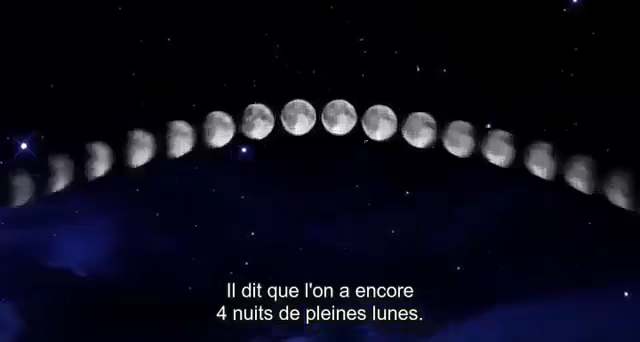 Il dit que l'on a encore
4 nuits de pleines lunes.